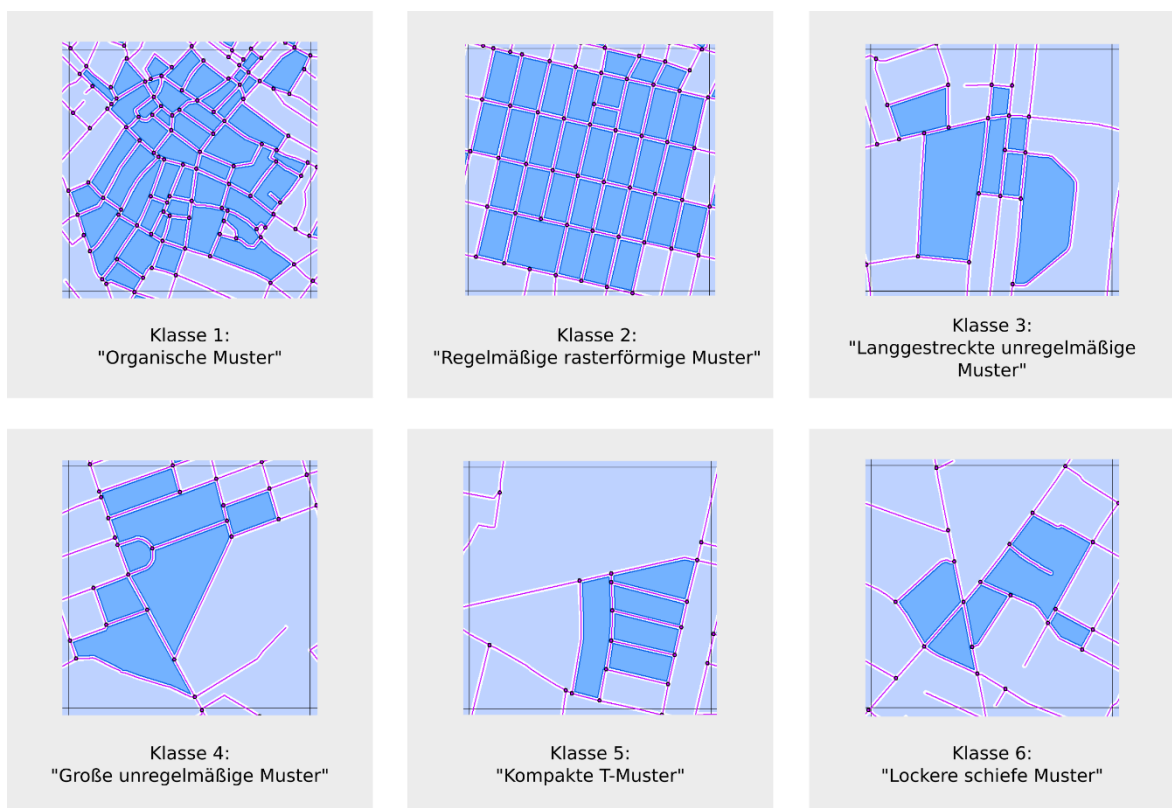 Klasse 1:
"Organische Muster"
Klasse 2:
"Regelmäßige rasterförmige Muster"
Klasse 3:
"Langgestreckte unregelmäßige
Muster"
Klasse 4:
"Große unregelmäßige Muster"
Klasse 5:
"Kompakte T-Muster"
Klasse 6:
"Lockere schiefe Muster"